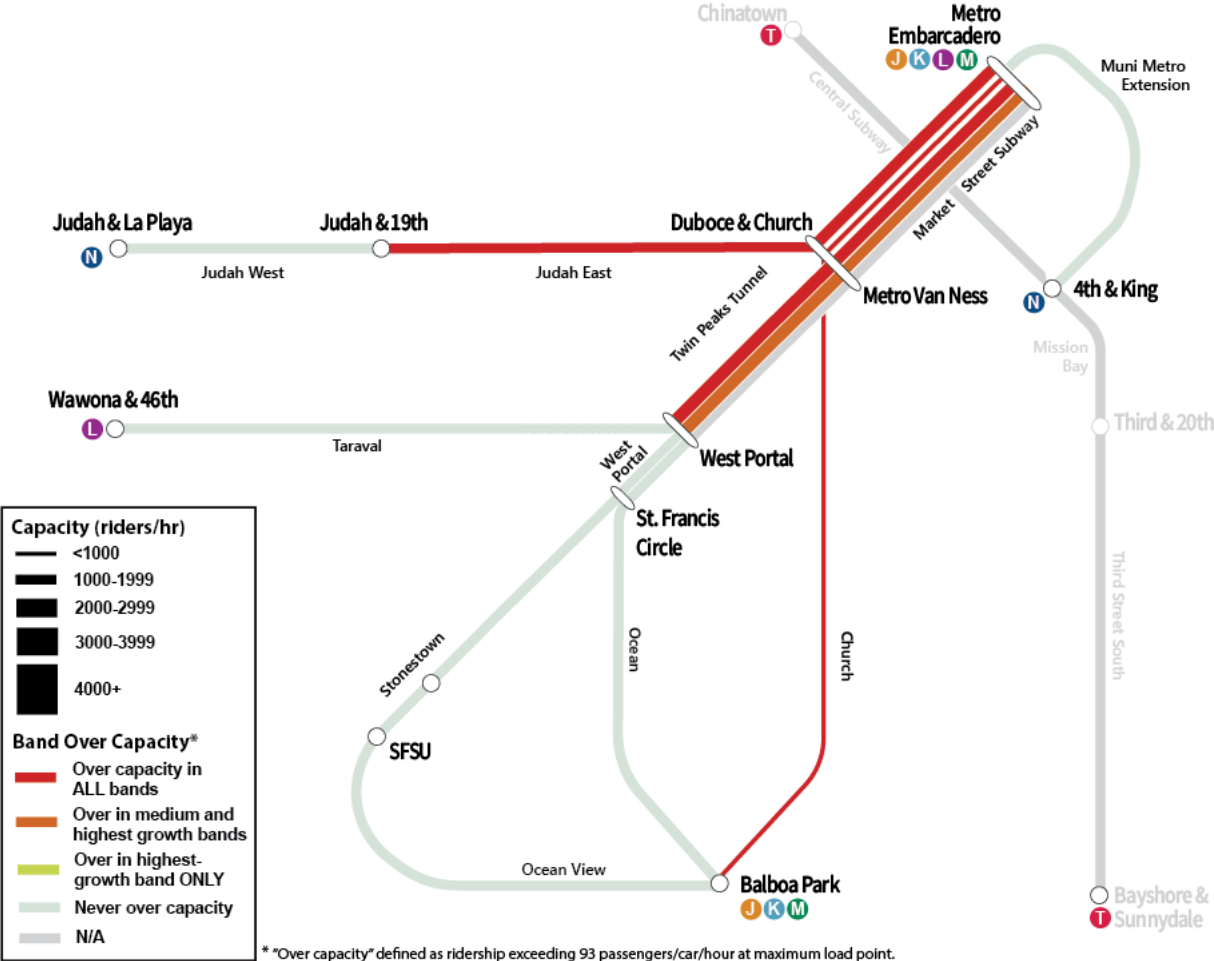 Chinatown
T
Metro
Embarcadero
J K L M
Muni Metro
Extension
Central Subway
Market Street Subway
Judah & La Playa
N
Judah & 19th
Duboce & Church
Judah West
Judah East
Twin Peaks Tunnel
Metro Van Ness
N
4th & King
Mission
Bay
Wawona & 46th
L
Taraval
West
Portal
West Portal
Third & 20th
St. Francis
Circle
Capacity (riders/hr)
<1000
1000-1999
2000-2999
3000-3999
4000+
Band Over Capacity*
Over capacity in
ALL bands
Over in medium and
highest growth bands
Over in highest-
growth band ONLY
Never over capacity
N/A
Stonestown
Ocean
Church
Third Street South
SFSU
Ocean View
Balboa Park
J K M
Bayshore &
Sunnydale
T
* "Over capacity" defined as ridership exceeding 93 passengers/car/hour at maximum load point.